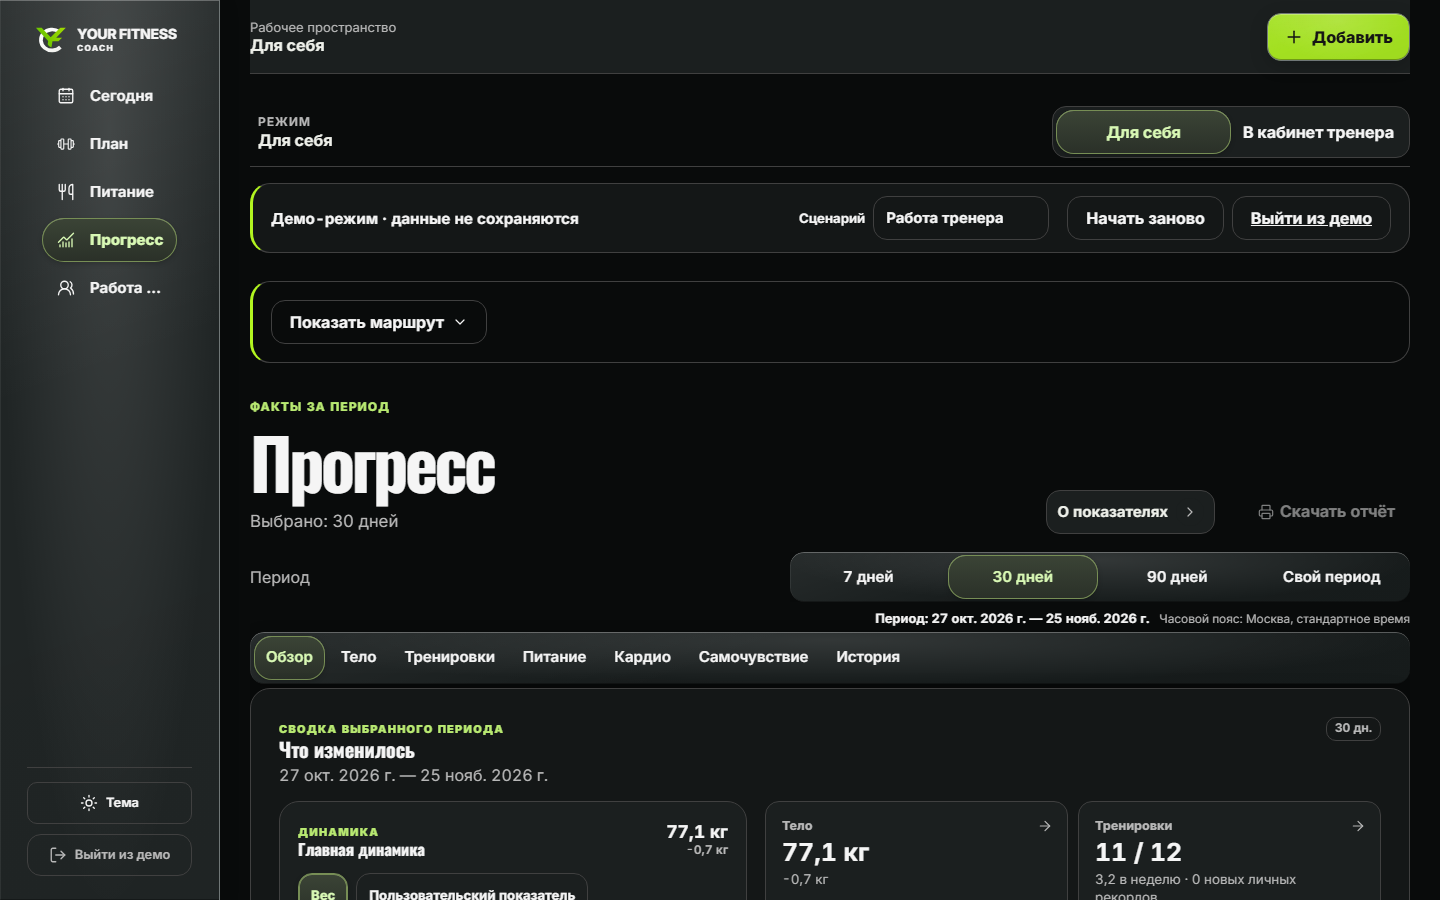 YOUR FITNESS
COACH
Сегодня
План
Питание
Прогресс
Работа ...
Тема
Выйти из демо
Рабочее пространство
Для себя
Добавить
РЕЖИМ
Для себя
Для себя
В кабинет тренера
Демо-режим · данные не сохраняются
Сценарий
Работа тренера
Начать заново
Выйти из демо
Показать маршрут
ФАКТЫ ЗА ПЕРИОД
Прогресс
Выбрано: 30 дней
О показателях
Скачать отчёт
Период
7 дней
30 дней
90 дней
Свой период
Период: 27 окт. 2026 г. — 25 нояб. 2026 г. Часовой пояс: Москва, стандартное время
Обзор
Тело
Тренировки
Питание
Кардио
Самочувствие
История
СВОДКА ВЫБРАННОГО ПЕРИОДА
Что изменилось
27 окт. 2026 г. — 25 нояб. 2026 г.
30 дн.
ДИНАМИКА
Главная динамика
77,1 кг
-0,7 кг
Вес
Пользовательский показатель
Тело
77,1 кг
-0,7 кг
Тренировки
11 / 12
3,2 в неделю · 0 новых личных
рекордов